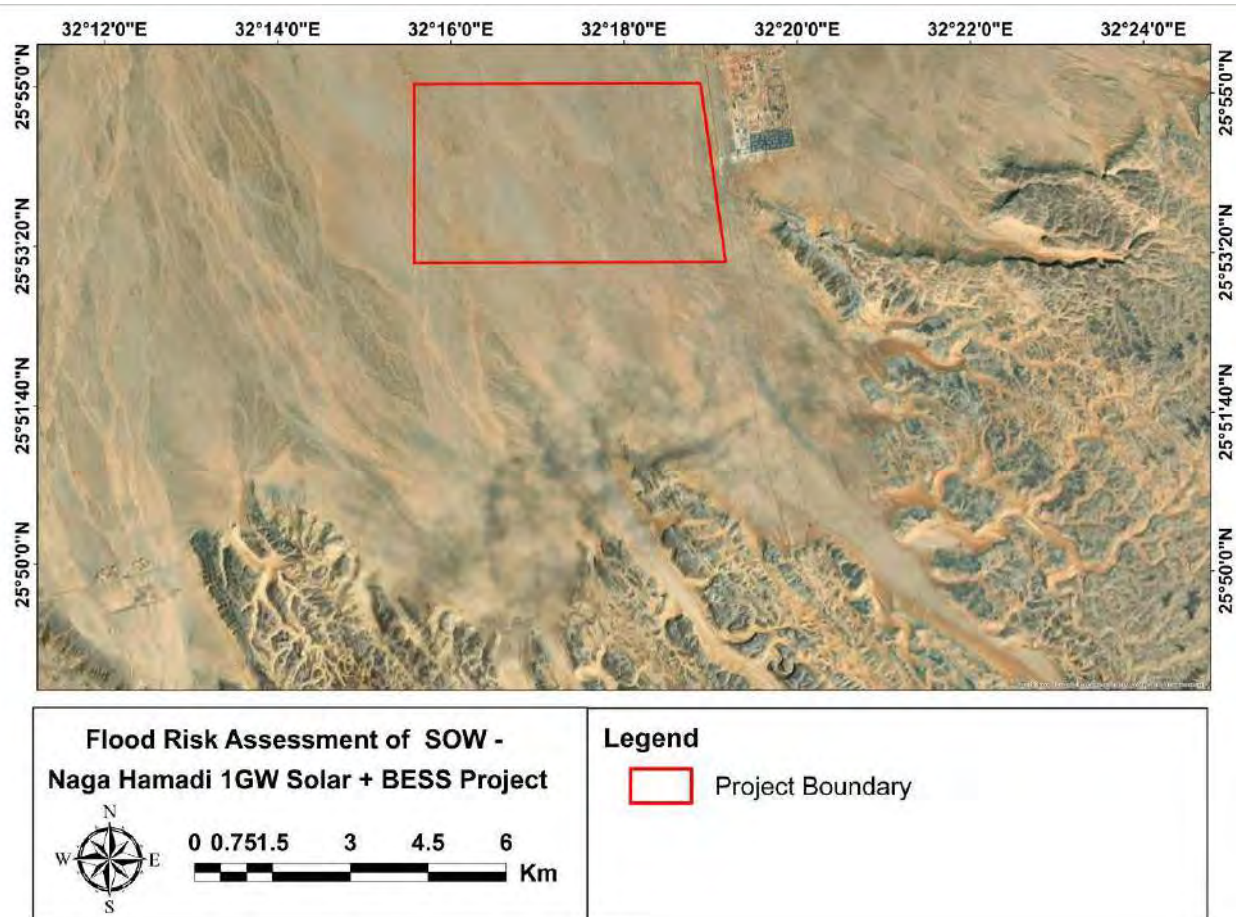 32°12'0"E 32°14'0"E 32°16'0"E 32°18'0"E 32°20'0"E 32°22'0"E 32°24'0"E
25°55'0"N 25°55'0"N
25°53'20"N 25°53'20"N
25°51'40"N 25°51'40"N
25°50'0"N 25°50'0"N
Flood Risk Assessment of SOW -
Naga Hamadi 1GW Solar + BESS Project
N
W E
S
0 0.751.5 3 4.5 6
Km
Legend
Project Boundary